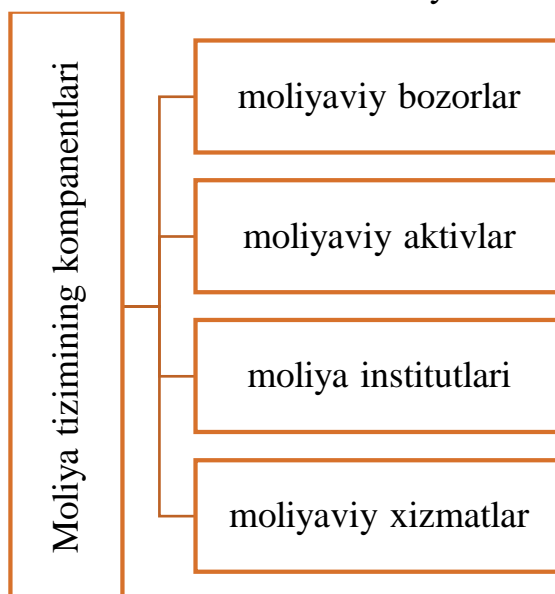 Moliya tizimining kompanentlari
moliyaviy bozorlar
moliyaviy aktivlar
moliya institutlari
moliyaviy xizmatlar